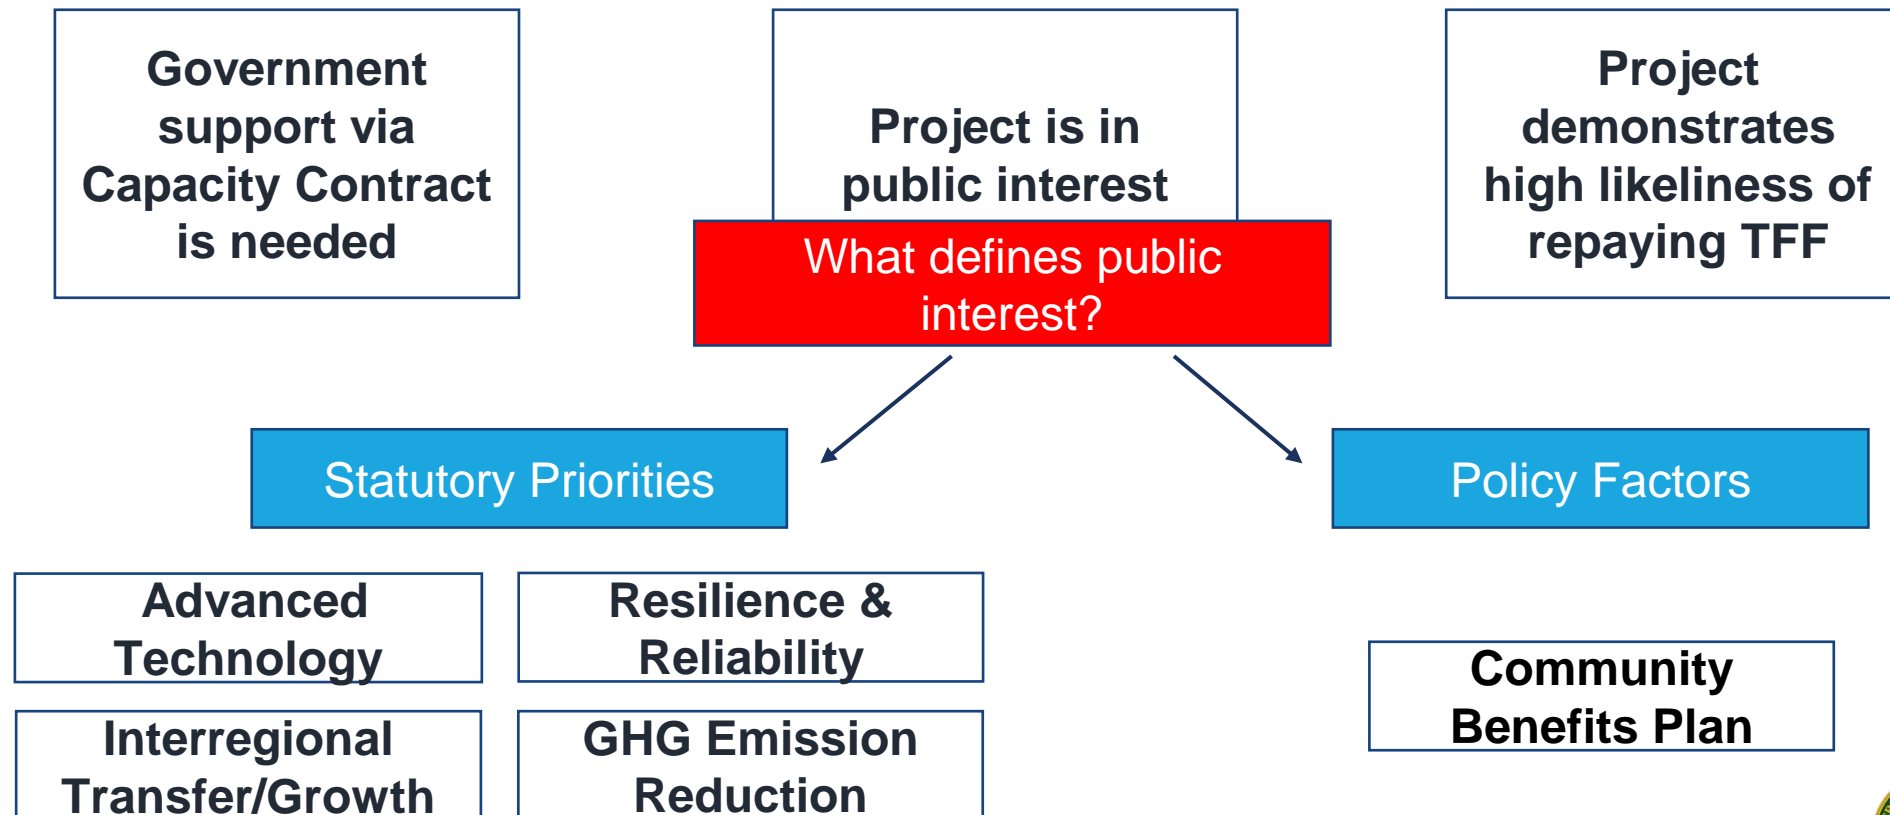 Government
support via
Capacity Contract
is needed
Project is in
public interest
Project
demonstrates
high likeliness of
repaying TFF
What defines public
interest?
Statutory Priorities
Policy Factors
Advanced
Technology
Resilience &
Reliability
Interregional
Transfer/Growth
GHG Emission
Reduction
Community
Benefits Plan